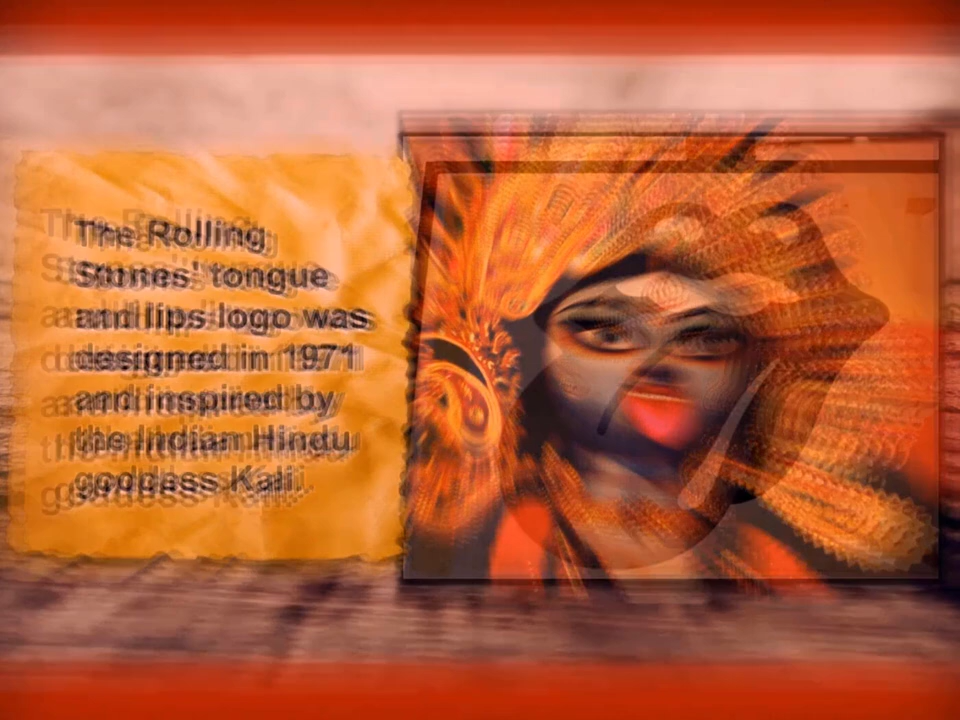 The Rolling
Stones' tongue
and lips logo was
designed in 1971
and inspired by
the Indian Hindu
goddess Kali.